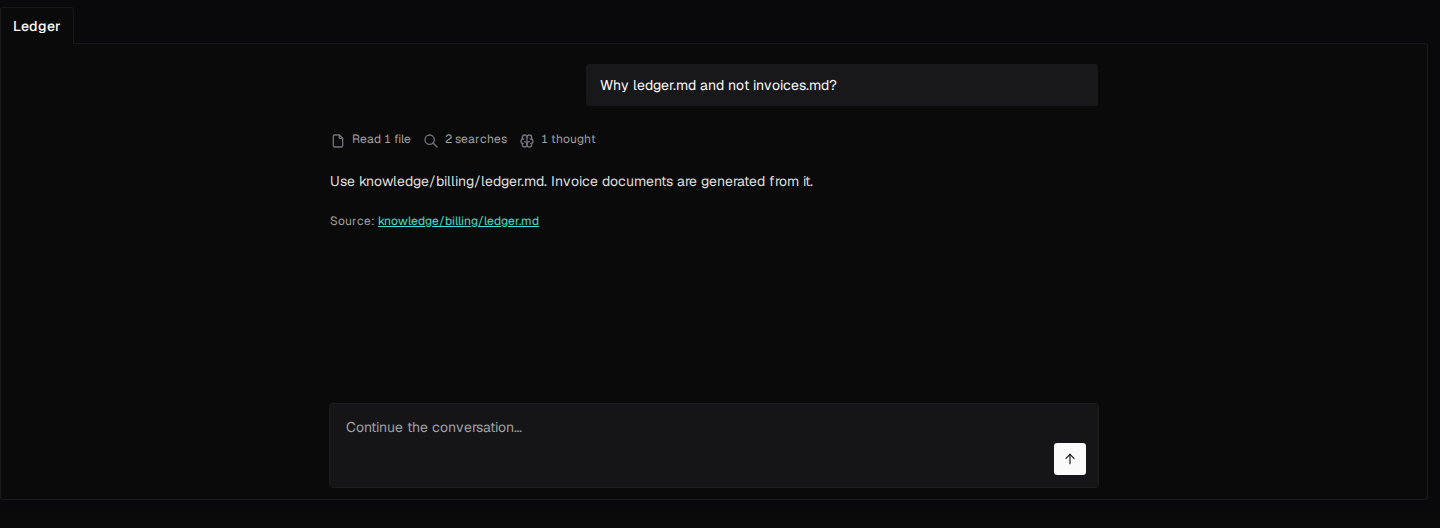 Ledger
Why ledger.md and not invoices.md?
Read 1 file 2 searches 1 thought
Use knowledge/billing/ledger.md. Invoice documents are generated from it.
Source: knowledge/billing/ledger.md
Continue the conversation...